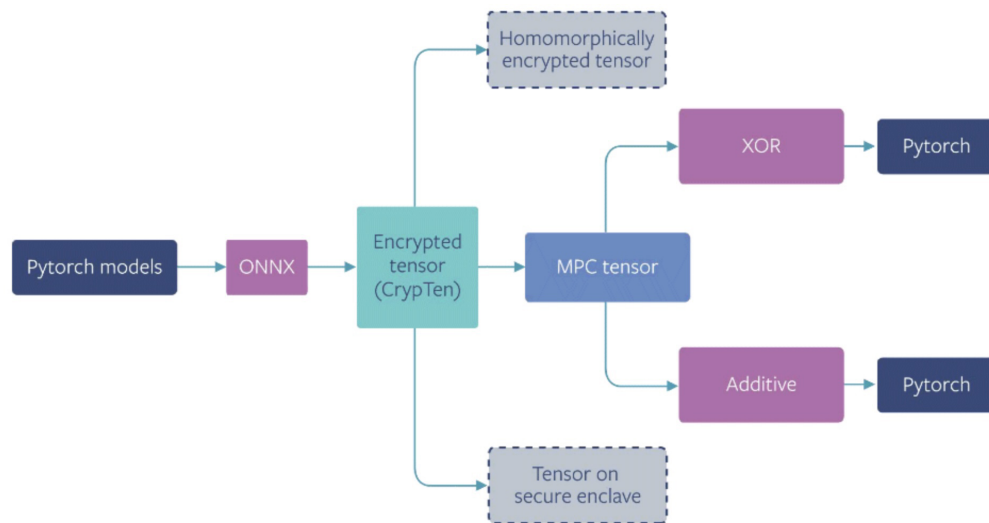 Homomorphically
encrypted tensor
XOR
Pytorch
Pytorch models
ONNX
Encrypted
tensor
(CrypTen)
MPC tensor
Additive
Pytorch
Tensor on
secure enclave